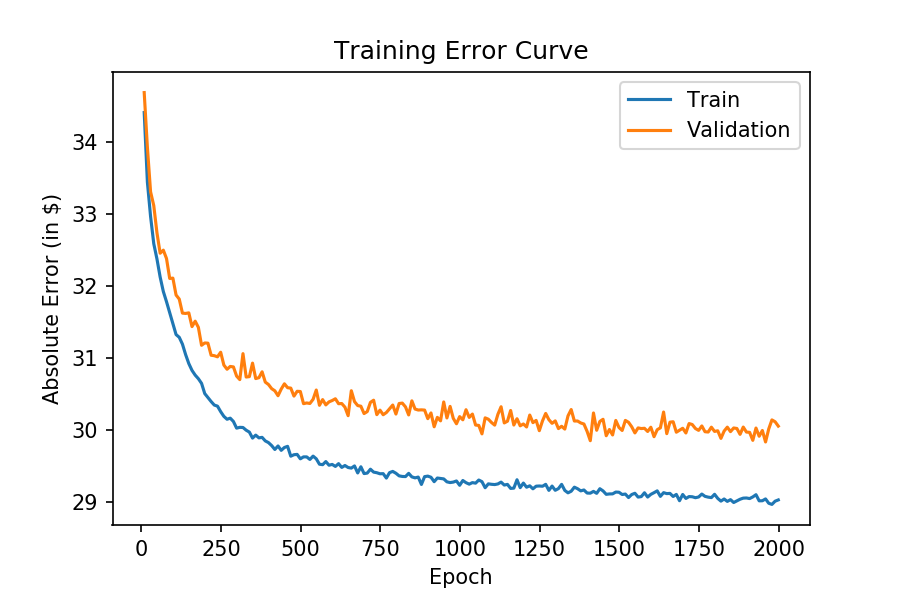 Training Error Curve
Train
Validation
Absolute Error (in $)
34
33
32
31
30
29
0 250 500 750 1000 1250 1500 1750 2000
Epoch